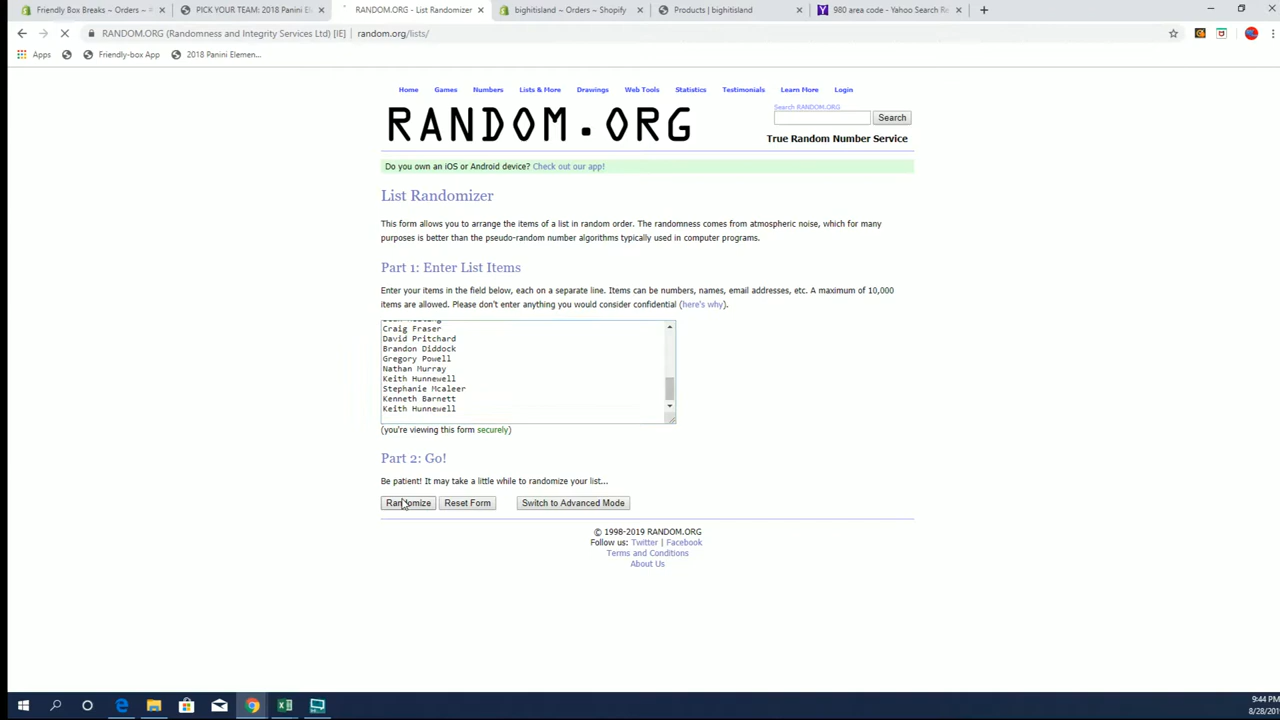 Friendly Box Breaks ~ Orders ~
PICK YOUR TEAM: 2018 Panini El
RANDOM.ORG - List Randomizer
bighitisland ~ Orders ~ Shopify
Products | bighitisland
980 area code - Yahoo Search Re
RANDOM.ORG (Randomness and Integrity Services Ltd) [IE] | random.org/lists/
Apps
Friendly-box App
2018 Panini Elemen...
Home Games Numbers Lists & More Drawings Web Tools Statistics Testimonials Learn More Login
RANDOM.ORG
Search RANDOM.ORG
Search
True Random Number Service
Do you own an iOS or Android device? Check out our app!
List Randomizer
This form allows you to arrange the items of a list in random order. The randomness comes from atmospheric noise, which for many
purposes is better than the pseudo-random number algorithms typically used in computer programs.
Part 1: Enter List Items
Enter your items in the field below, each on a separate line. Items can be numbers, names, email addresses, etc. A maximum of 10,000
items are allowed. Please don't enter anything you would consider confidential (here's why).
Craig Fraser
David Pritchard
Brandon Diddock
Gregory Powell
Nathan Murray
Keith Hunnewell
Stephanie Mcaleer
Kenneth Barnett
Keith Hunnewell
(you're viewing this form securely)
Part 2: Go!
Be patient! It may take a little while to randomize your list...
Randomize Reset Form Switch to Advanced Mode
© 1998-2019 RANDOM.ORG
Follow us: Twitter | Facebook
Terms and Conditions
About Us
9:44 PM
8/28/201